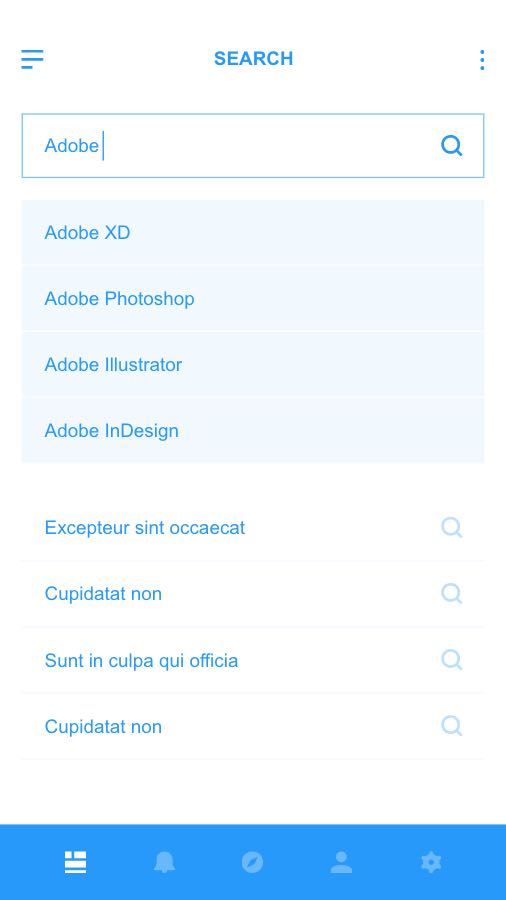 SEARCH
Adobe
Adobe XD
Adobe Photoshop
Adobe Illustrator
Adobe InDesign
Excepteur sint occaecat
Cupidatat non
Sunt in culpa qui officia
Cupidatat non